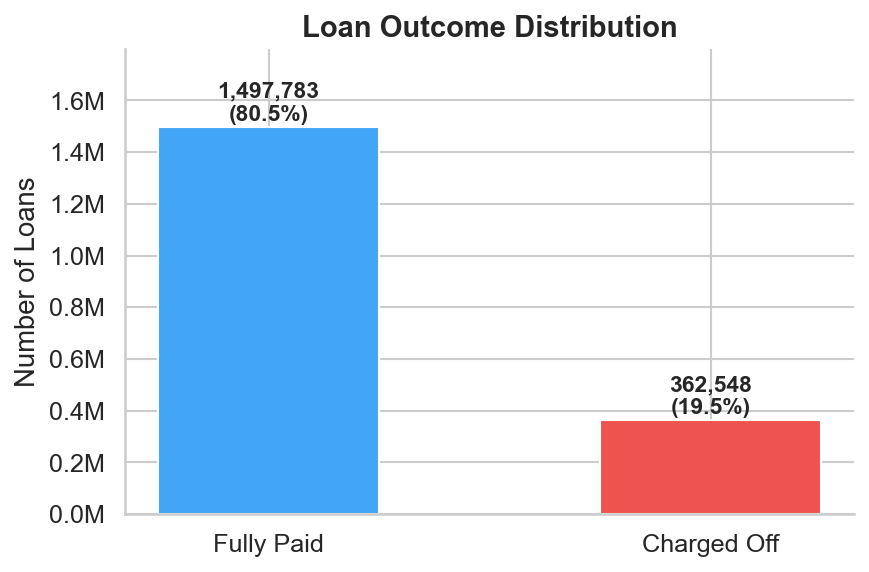 Loan Outcome Distribution
Number of Loans
1.6M
1.4M
1.2M
1.0M
0.8M
0.6M
0.4M
0.2M
0.0M
1,497,783
(80.5%)
362,548
(19.5%)
Fully Paid
Charged Off